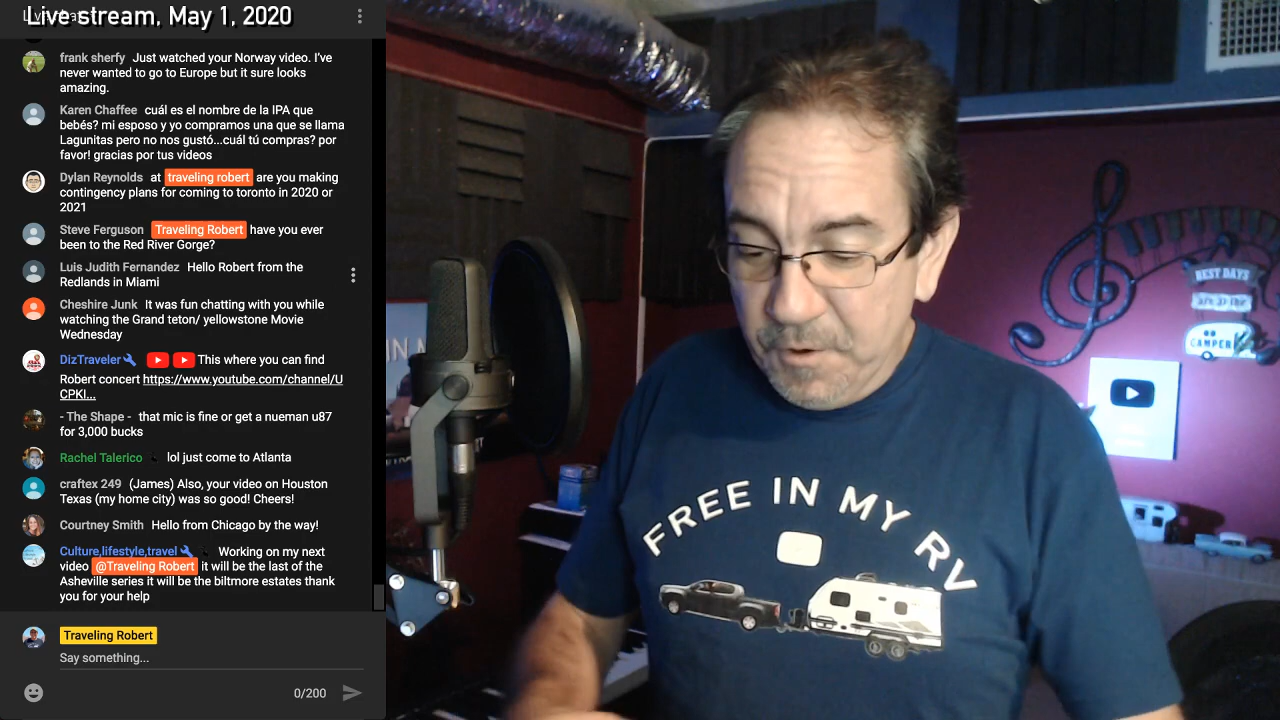 Live stream, May 1, 2020
frank sherfy Just watched your Norway video. I've
never wanted to go to Europe but it sure looks
amazing.
Karen Chaffee cuál es el nombre de la IPA que
bebés? mi esposo y yo compramos una que se llama
Lagunitas pero no nos gustó...cuál tú compras? por
favor! gracias por tus videos
Dylan Reynolds at traveling robert are you making
contingency plans for coming to toronto in 2020 or
2021
Steve Ferguson Traveling Robert have you ever
been to the Red River Gorge?
Luis Judith Fernandez Hello Robert from the
Redlands in Miami
Cheshire Junk It was fun chatting with you while
watching the Grand teton/ yellowstone Movie
Wednesday
DizTraveler This where you can find
Robert concert https://www.youtube.com/channel/U
CPKI...
- The Shape - that mic is fine or get a nueman u87
for 3,000 bucks
Rachel Talerico lol just come to Atlanta
craftex 249 (James) Also, your video on Houston
Texas (my home city) was so good! Cheers!
Courtney Smith Hello from Chicago by the way!
Culture,lifestyle,travel Working on my next
video @Traveling Robert it will be the last of the
Asheville series it will be the biltmore estates thank
you for your help
Traveling Robert
Say something...
0/200
FREE IN MY RV
BEST DAYS
CAMPER
IN M